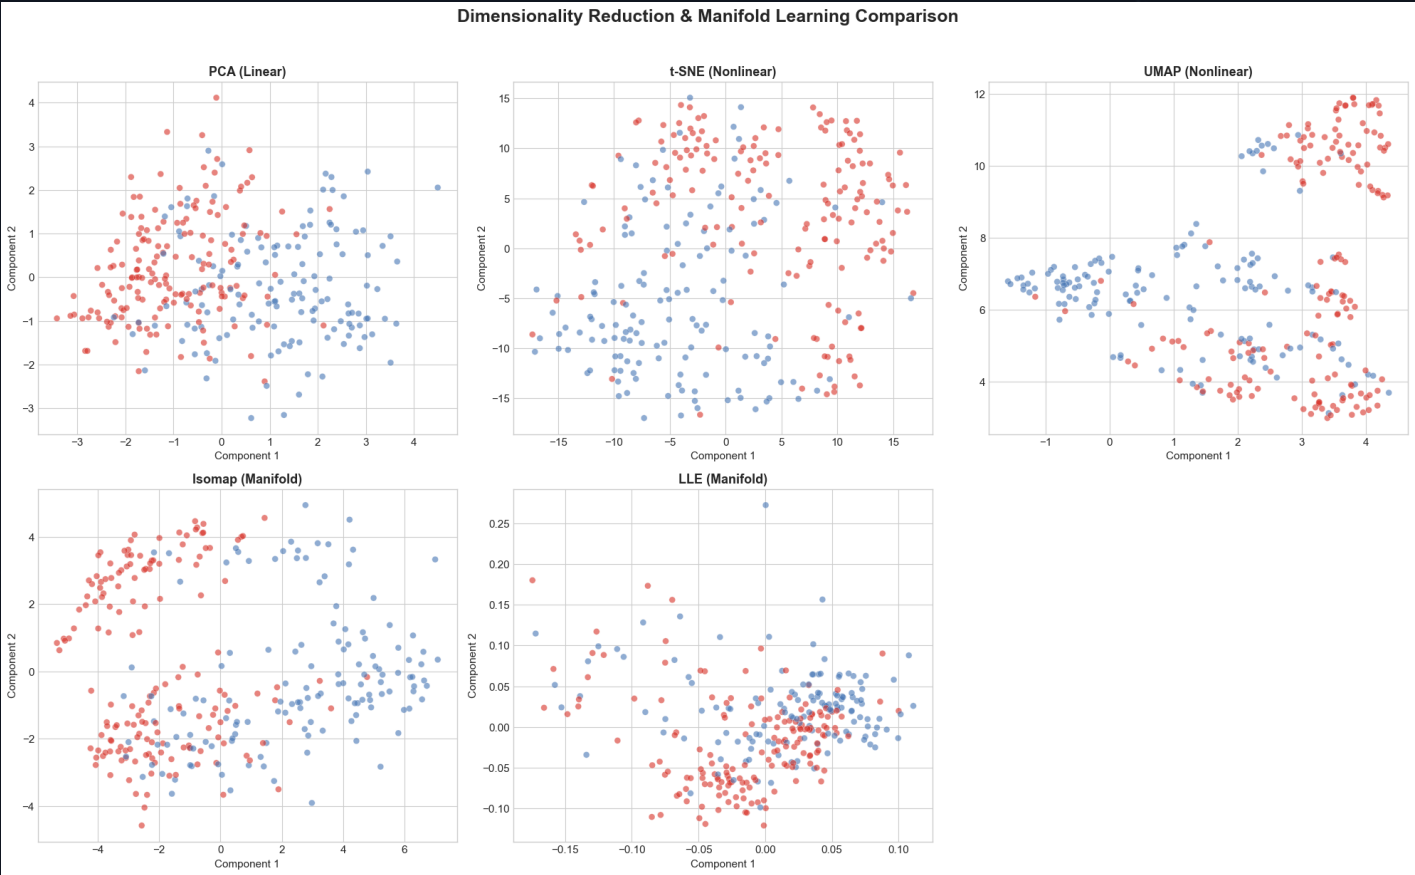 Dimensionality Reduction & Manifold Learning Comparison
PCA (Linear)
Component 2
4
3
2
1
0
−1
−2
−3
−3 −2 −1 0 1 2 3 4
Component 1
t-SNE (Nonlinear)
Component 2
15
10
5
0
−5
−10
−15
−15 −10 −5 0 5 10 15
Component 1
UMAP (Nonlinear)
Component 2
12
10
8
6
4
−1 0 1 2 3 4
Component 1
Isomap (Manifold)
Component 2
4
2
0
−2
−4
−4 −2 0 2 4 6
Component 1
LLE (Manifold)
Component 2
0.25
0.20
0.15
0.10
0.05
0.00
−0.05
−0.10
−0.15 −0.10 −0.05 0.00 0.05 0.10
Component 1